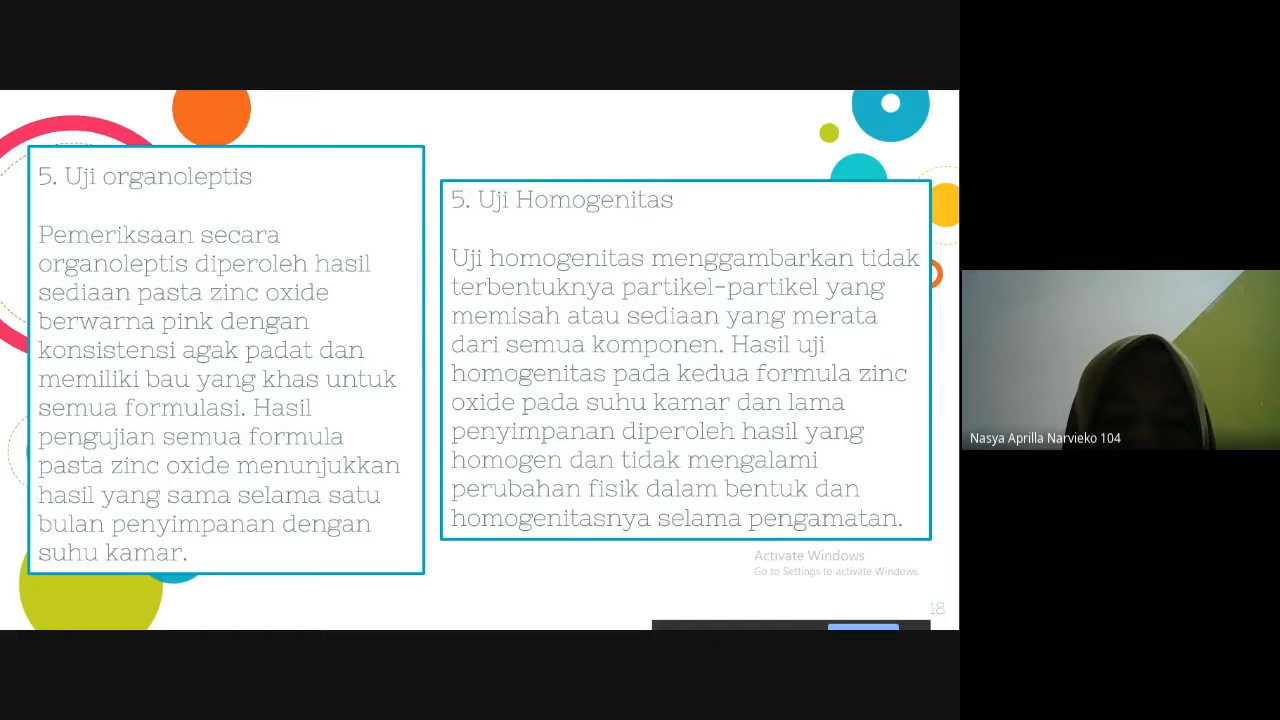 5. Uji organoleptis
Pemeriksaan secara
organoleptis diperoleh hasil
sediaan pasta zinc oxide
berwarna pink dengan
konsistensi agak padat dan
memiliki bau yang khas untuk
semua formulasi. Hasil
pengujian semua formula
pasta zinc oxide menunjukkan
hasil yang sama selama satu
bulan penyimpanan dengan
suhu kamar.
5. Uji Homogenitas
Uji homogenitas menggambarkan tidak
terbentuknya partikel-partikel yang
memisah atau sediaan yang merata
dari semua komponen. Hasil uji
homogenitas pada kedua formula zinc
oxide pada suhu kamar dan lama
penyimpanan diperoleh hasil yang
homogen dan tidak mengalami
perubahan fisik dalam bentuk dan
homogenitasnya selama pengamatan.
Activate Windows
Go to Settings to activate Windows.
18
Nasya Aprilla Narvieko 104